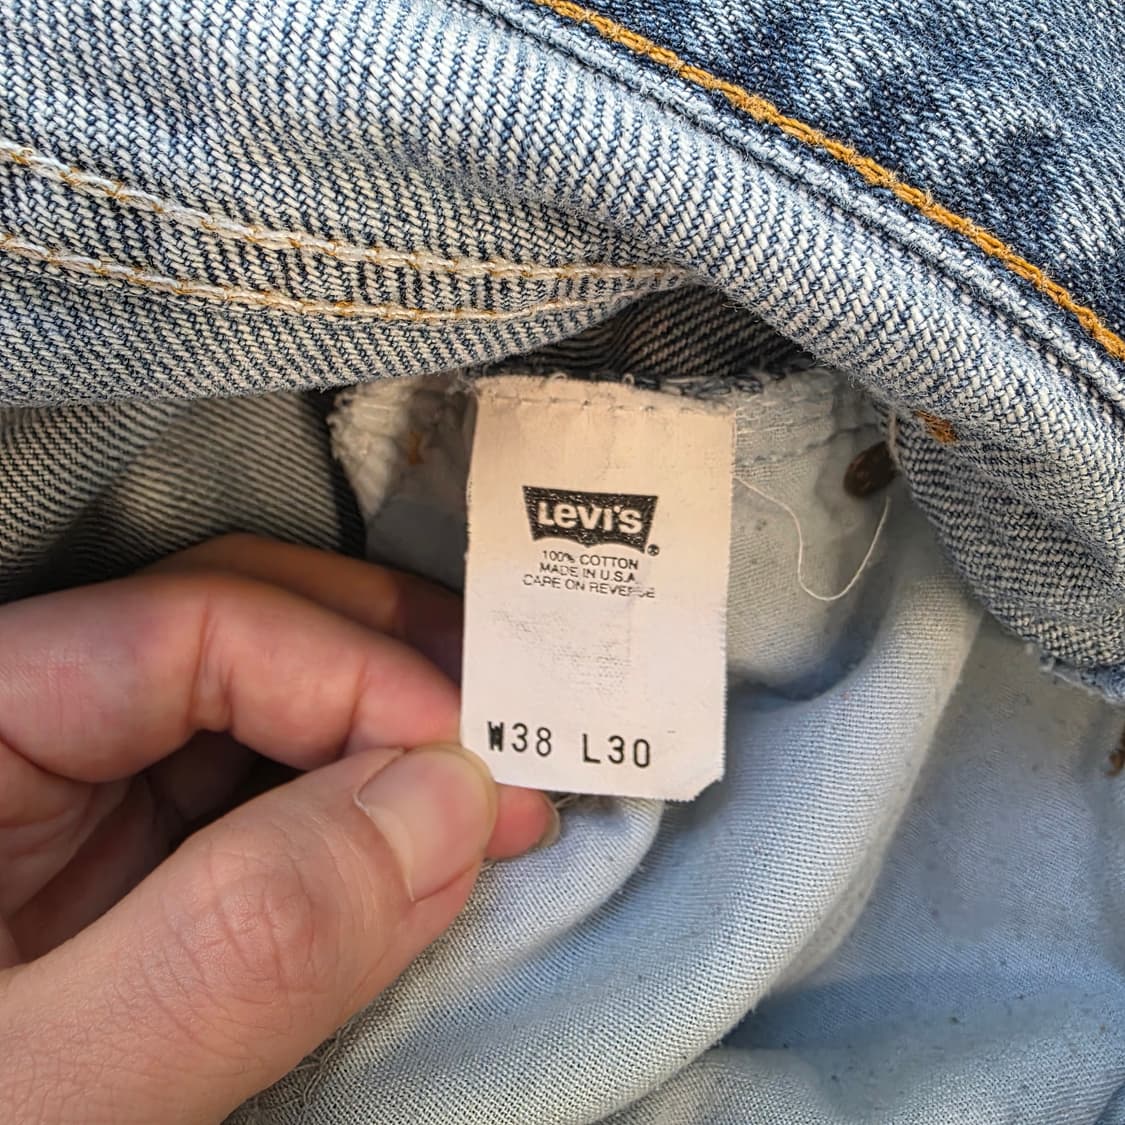 LEVI'S
®
100% COTTON
MADE IN U.S.A.
CARE ON REVERSE
W38 L30